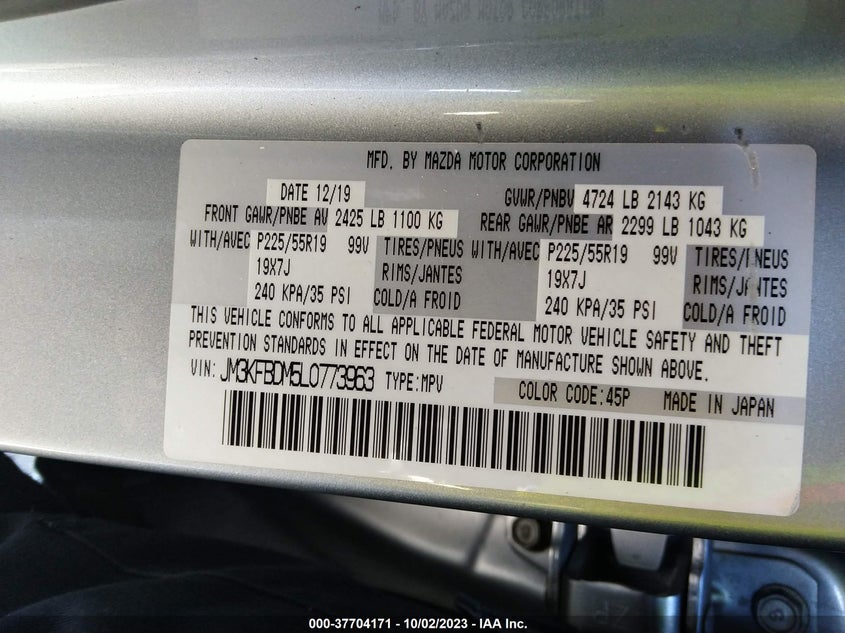 MFD. BY MAZDA MOTOR CORPORATION
DATE 12/19 GVWR/PNBV 4724 LB 2143 KG
FRONT GAWR/PNBE AV 2425 LB 1100 KG REAR GAWR/PNBE AR 2299 LB 1043 KG
WITH/AVEC P225/55R19 99V TIRES/PNEUS WITH/AVEC P225/55R19 99V TIRES/PNEUS
19X7J RIMS/JANTES 19X7J RIMS/JANTES
240 KPA/35 PSI COLD/A FROID 240 KPA/35 PSI COLD/A FROID
THIS VEHICLE CONFORMS TO ALL APPLICABLE FEDERAL MOTOR VEHICLE SAFETY AND THEFT
PREVENTION STANDARDS IN EFFECT ON THE DATE OF MANUFACTURE SHOWN ABOVE.
VIN: JM3KFBDM5L0773963 TYPE:MPV COLOR CODE:45P MADE IN JAPAN
000-37704171 - 10/02/2023 - IAA Inc.